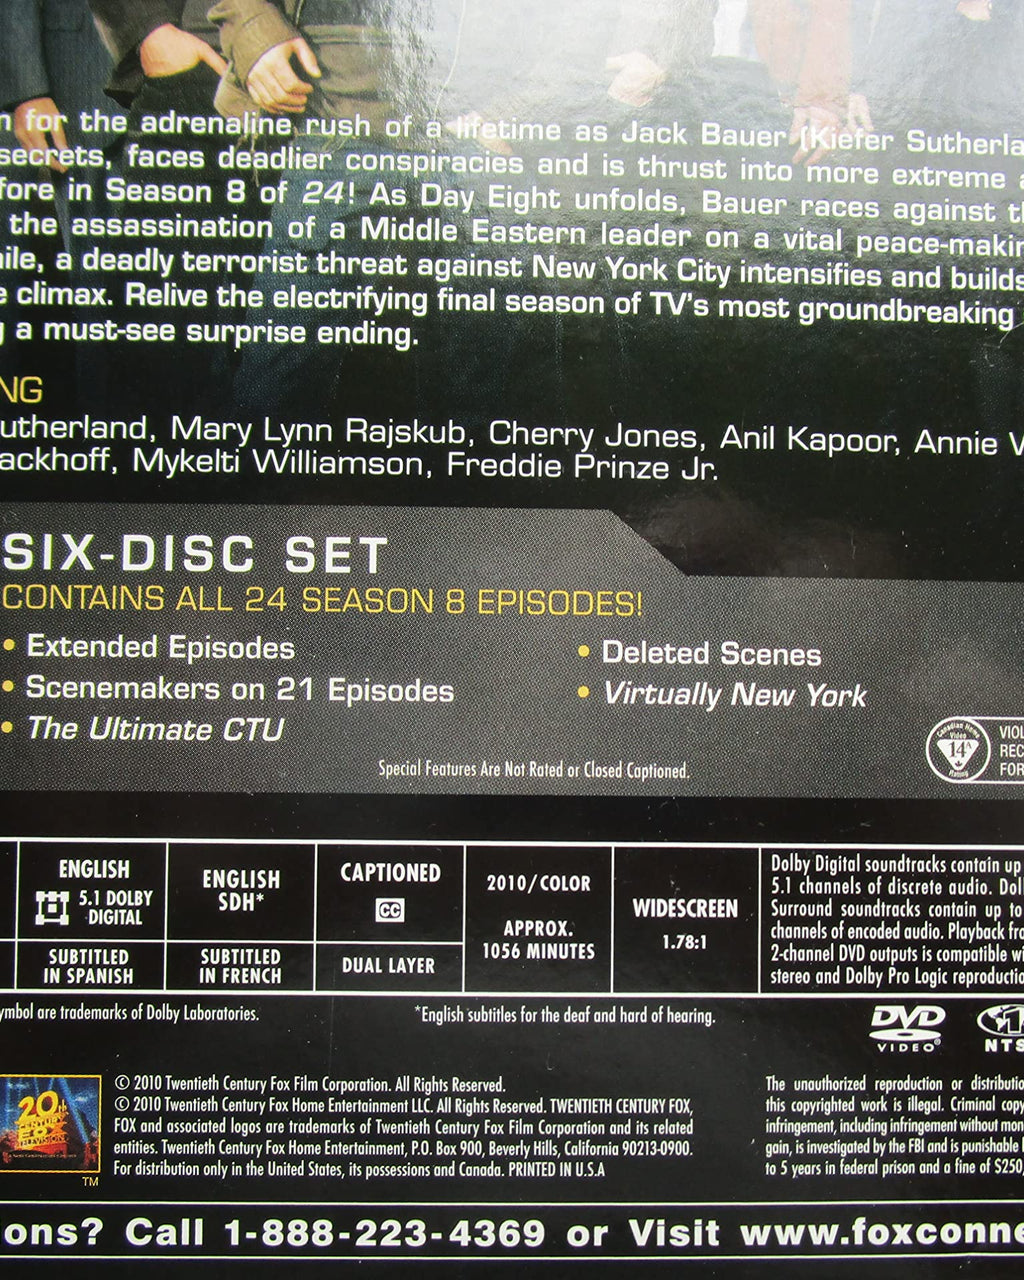 n for the adrenaline rush of a lifetime as Jack Bauer (Kiefer Sutherla
secrets, faces deadlier conspiracies and is thrust into more extreme
fore in Season 8 of 24! As Day Eight unfolds, Bauer races against t
the assassination of a Middle Eastern leader on a vital peace-makin
ile, a deadly terrorist threat against New York City intensifies and builds
e climax. Relive the electrifying final season of TV's most groundbreaking
g a must-see surprise ending.
NG
utherland, Mary Lynn Rajskub, Cherry Jones, Anil Kapoor, Annie W
ackhoff, Mykelti Williamson, Freddie Prinze Jr.
SIX-DISC SET
CONTAINS ALL 24 SEASON 8 EPISODES!
• Extended Episodes
• Scenemakers on 21 Episodes
• The Ultimate CTU
• Deleted Scenes
• Virtually New York
Special Features Are Not Rated or Closed Captioned.
Canadian Home
Video
14A
Rating
VIOL
REC
FOR
ENGLISH
5.1 DOLBY
DIGITAL
SUBTITLED
IN SPANISH
ENGLISH
SDH*
SUBTITLED
IN FRENCH
CAPTIONED
CC
DUAL LAYER
2010/COLOR
APPROX.
1056 MINUTES
WIDESCREEN
1.78:1
Dolby Digital soundtracks contain up
5.1 channels of discrete audio. Dol
Surround soundtracks contain up to
channels of encoded audio. Playback fro
2-channel DVD outputs is compatible wi
stereo and Dolby Pro Logic reproductio
ymbol are trademarks of Dolby Laboratories.
*English subtitles for the deaf and hard of hearing.
DVD
VIDEO®
1
NTS
20th
CENTURY
FOX
TELEVISION
TM
© 2010 Twentieth Century Fox Film Corporation. All Rights Reserved.
© 2010 Twentieth Century Fox Home Entertainment LLC. All Rights Reserved. TWENTIETH CENTURY FOX,
FOX and associated logos are trademarks of Twentieth Century Fox Film Corporation and its related
entities. Twentieth Century Fox Home Entertainment, P.O. Box 900, Beverly Hills, California 90213-0900.
For distribution only in the United States, its possessions and Canada. PRINTED IN U.S.A
The unauthorized reproduction or distributio
this copyrighted work is illegal. Criminal copy
infringement, including infringement without mon
gain, is investigated by the FBI and is punishable
to 5 years in federal prison and a fine of $250,
ons? Call 1-888-223-4369 or Visit www.foxconne